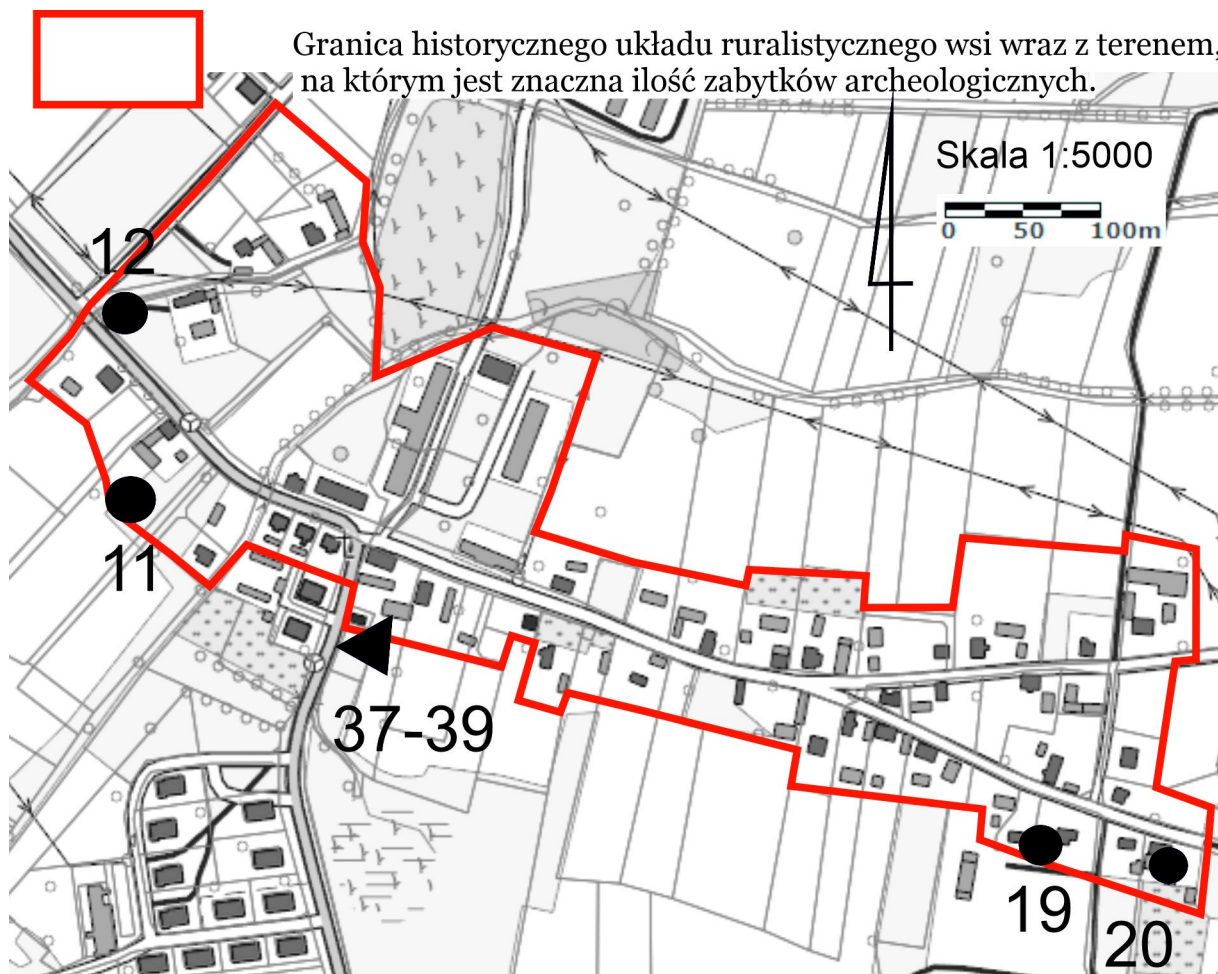 Granica historycznego układu ruralistycznego wsi wraz z terenem,
na którym jest znaczna ilość zabytków archeologicznych.
Skala 1:5000
0 50 100m
12
11
37-39
19
20